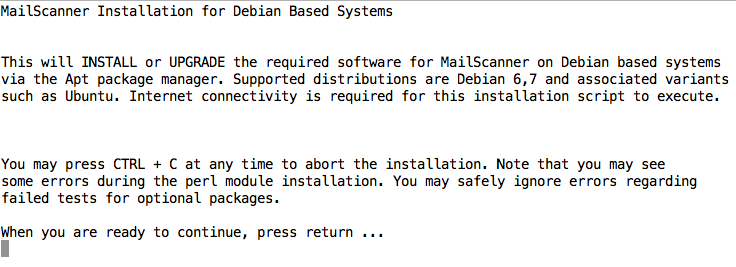 MailScanner Installation for Debian Based Systems
This will INSTALL or UPGRADE the required software for MailScanner on Debian based systems
via the Apt package manager. Supported distributions are Debian 6,7 and associated variants
such as Ubuntu. Internet connectivity is required for this installation script to execute.
You may press CTRL + C at any time to abort the installation. Note that you may see
some errors during the perl module installation. You may safely ignore errors regarding
failed tests for optional packages.
When you are ready to continue, press return ...